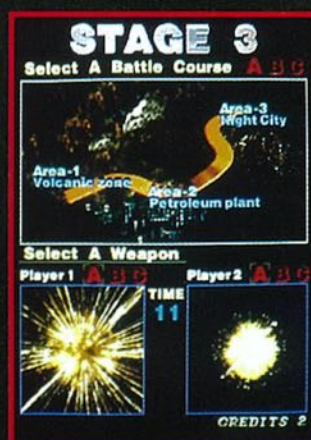 STAGE 3
Select A Battle Course A B C
Area-3
Night City
Area-1
Volcanic zone
Area-2
Petroleum plant
Select A Weapon
Player 1 A B C
Player 2 A B C
TIME
11
CREDITS 2